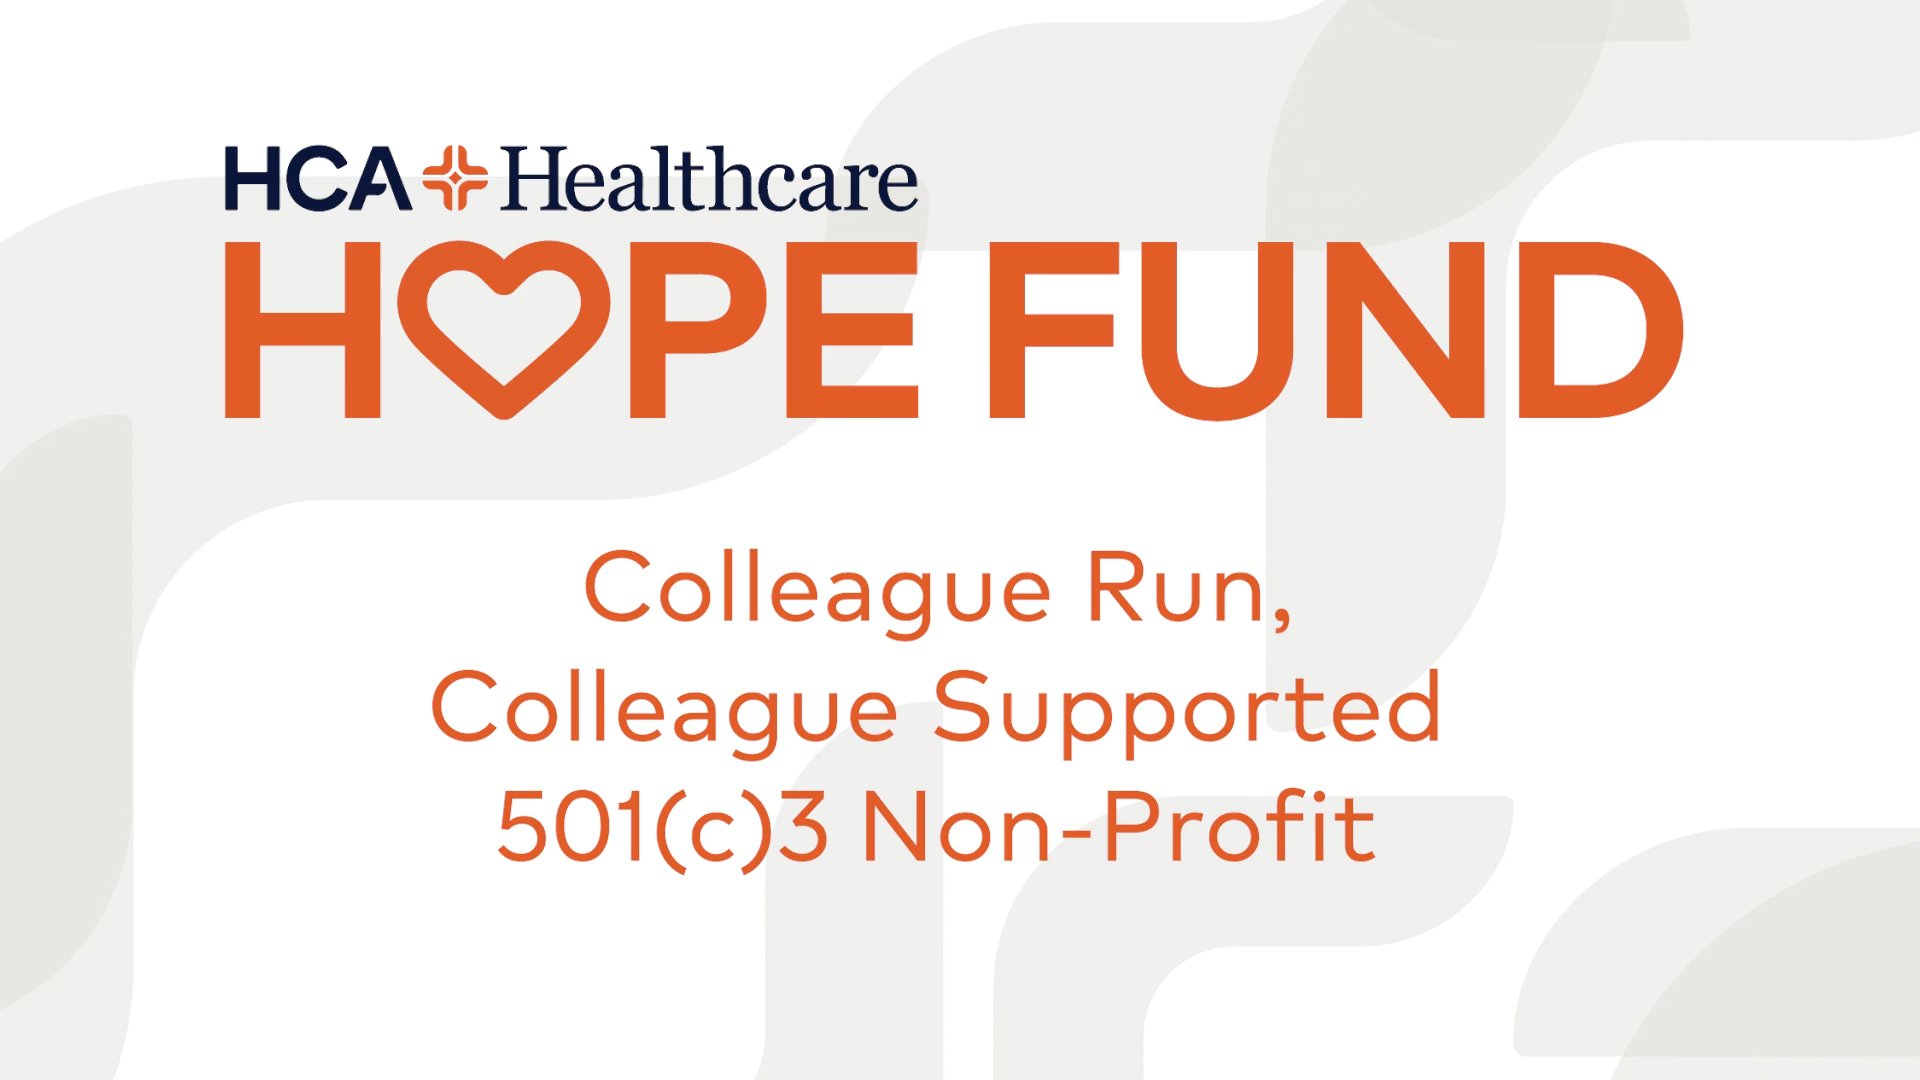 HCA Healthcare
HOPE FUND
Colleague Run,
Colleague Supported
501(c)3 Non-Profit